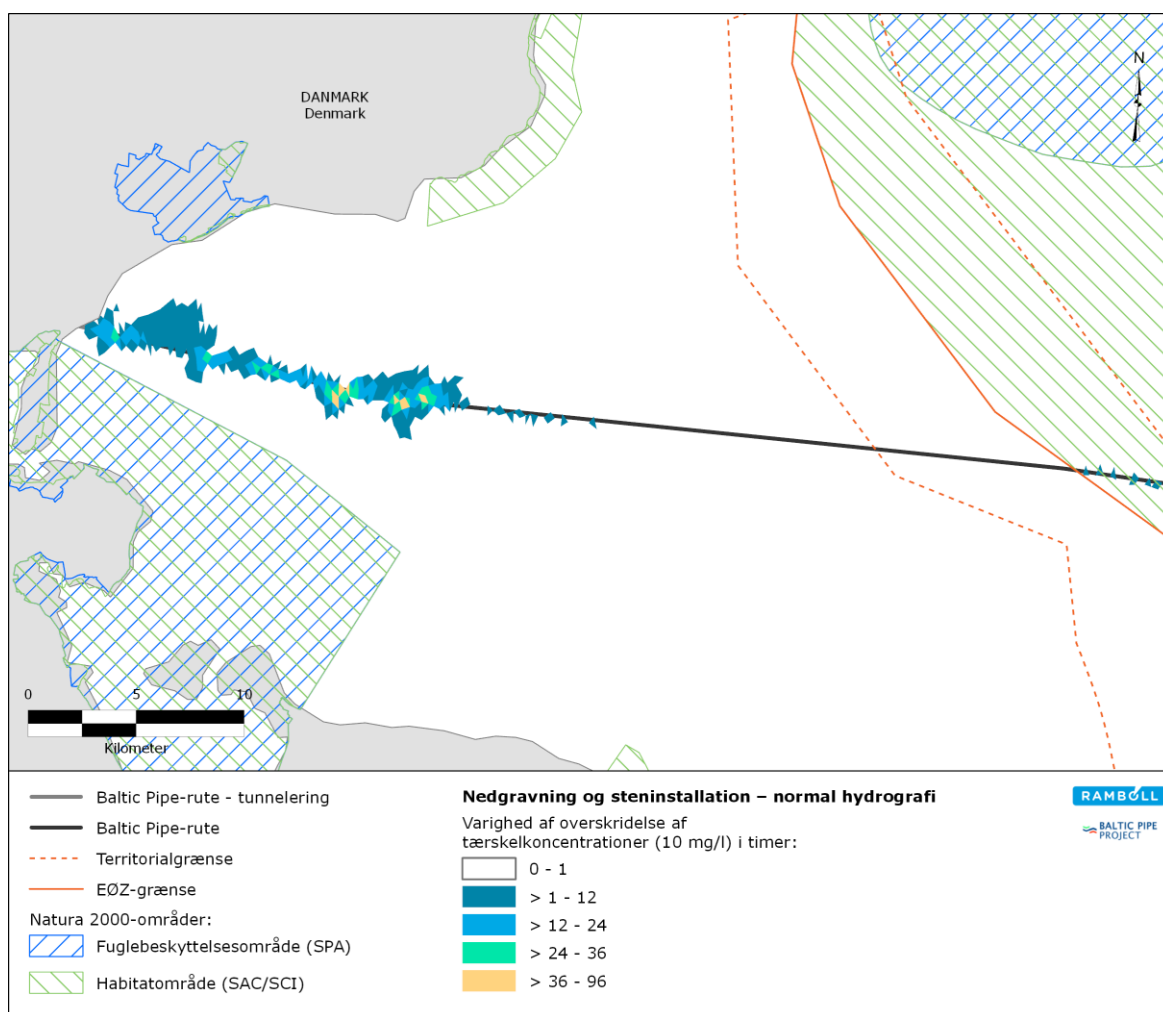 DANMARK
Denmark
N
0
5
10
Kilometer
Baltic Pipe-rute - tunnelering
Baltic Pipe-rute
Territorialgrænse
EØZ-grænse
Natura 2000-områder:
Fuglebeskyttelsesområde (SPA)
Habitatområde (SAC/SCI)
Nedgravning og steninstallation – normal hydrografi
Varighed af overskridelse af
tærskelkoncentrationer (10 mg/l) i timer:
0 - 1
> 1 - 12
> 12 - 24
> 24 - 36
> 36 - 96
RAMBOLL
BALTIC PIPE
PROJECT